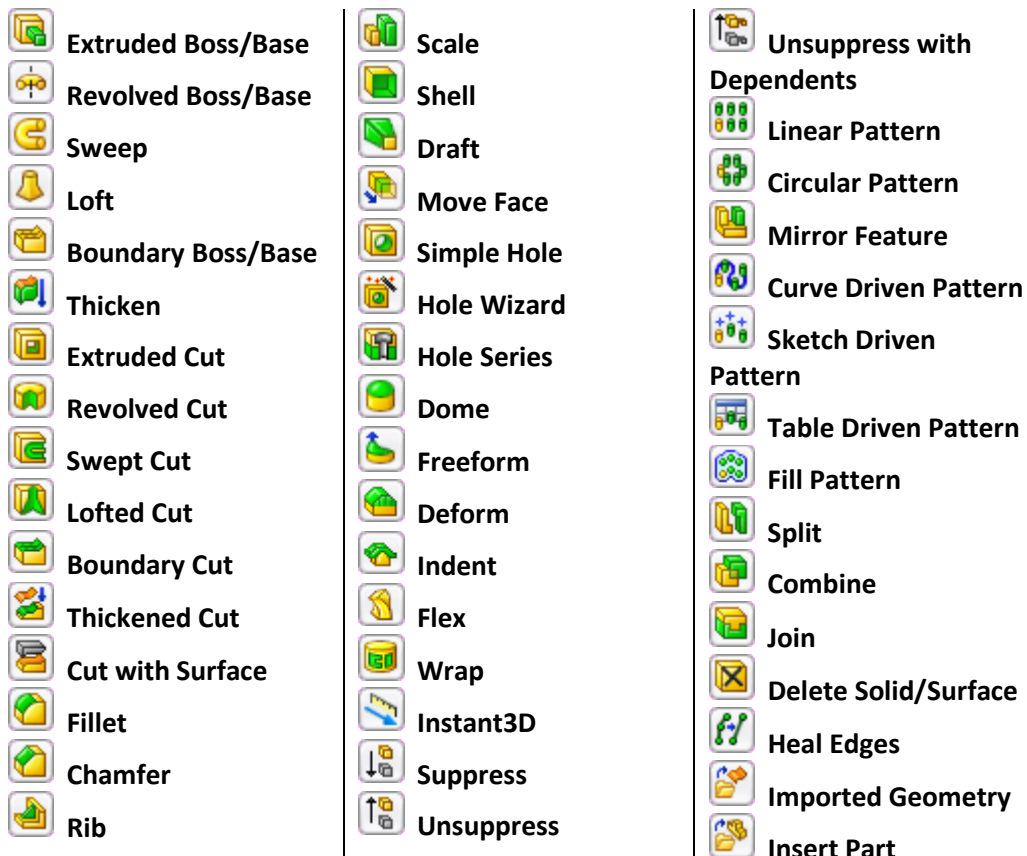 Extruded Boss/Base
Revolved Boss/Base
Sweep
Loft
Boundary Boss/Base
Thicken
Extruded Cut
Revolved Cut
Swept Cut
Lofted Cut
Boundary Cut
Thickened Cut
Cut with Surface
Fillet
Chamfer
Rib
Scale
Shell
Draft
Move Face
Simple Hole
Hole Wizard
Hole Series
Dome
Freeform
Deform
Indent
Flex
Wrap
Instant3D
Suppress
Unsuppress
Unsuppress with
Dependents
Linear Pattern
Circular Pattern
Mirror Feature
Curve Driven Pattern
Sketch Driven
Pattern
Table Driven Pattern
Fill Pattern
Split
Combine
Join
Delete Solid/Surface
Heal Edges
Imported Geometry
Insert Part